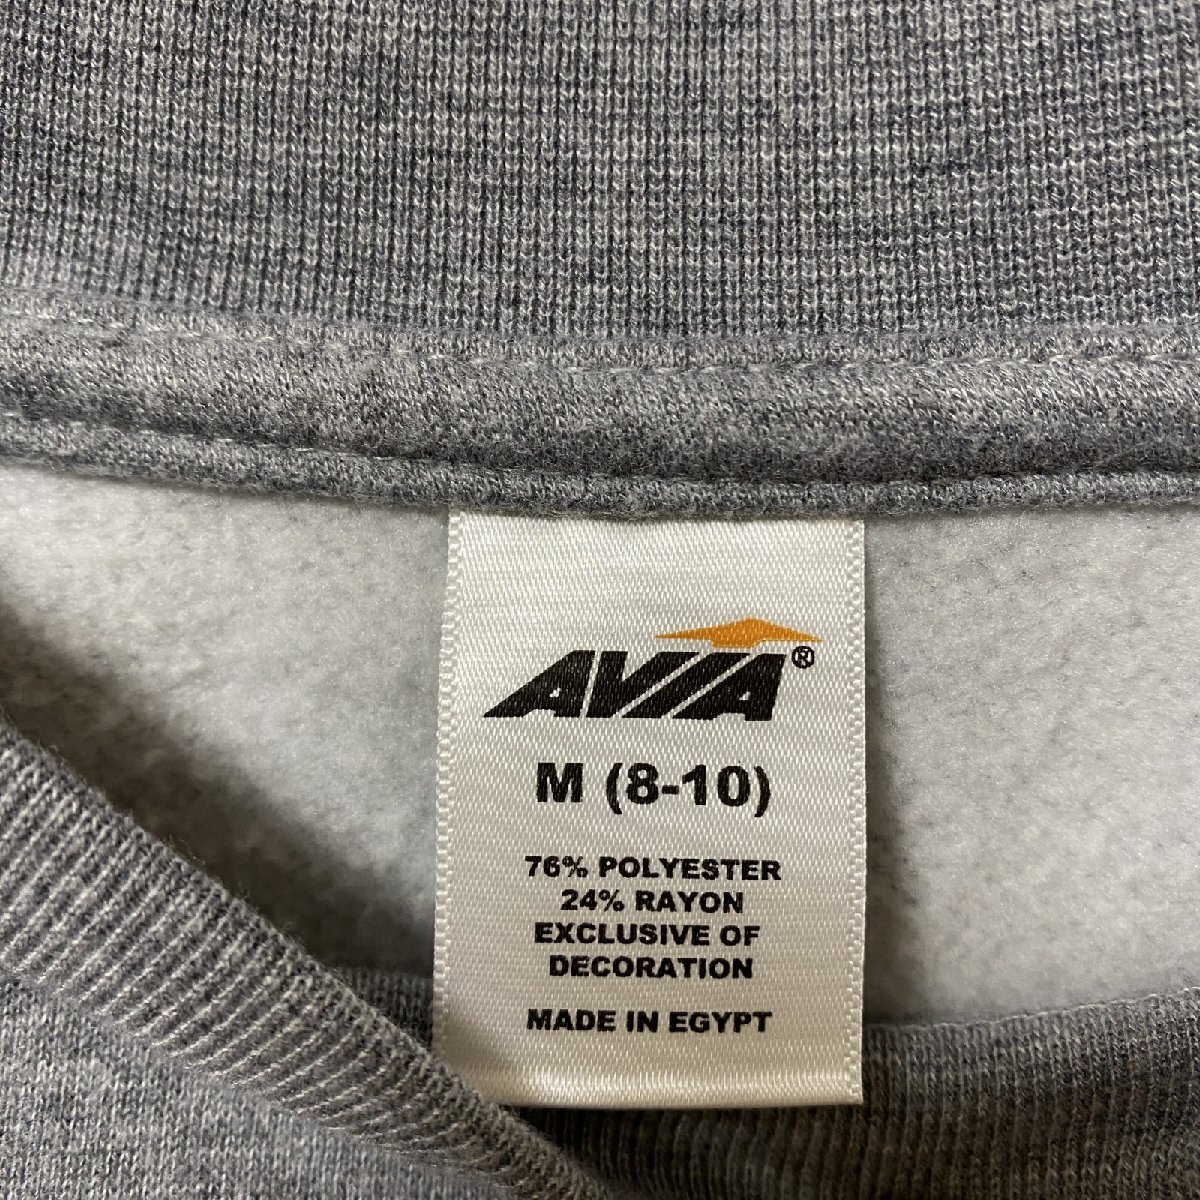 AVIA®
M (8-10)
76% POLYESTER
24% RAYON
EXCLUSIVE OF
DECORATION
MADE IN EGYPT